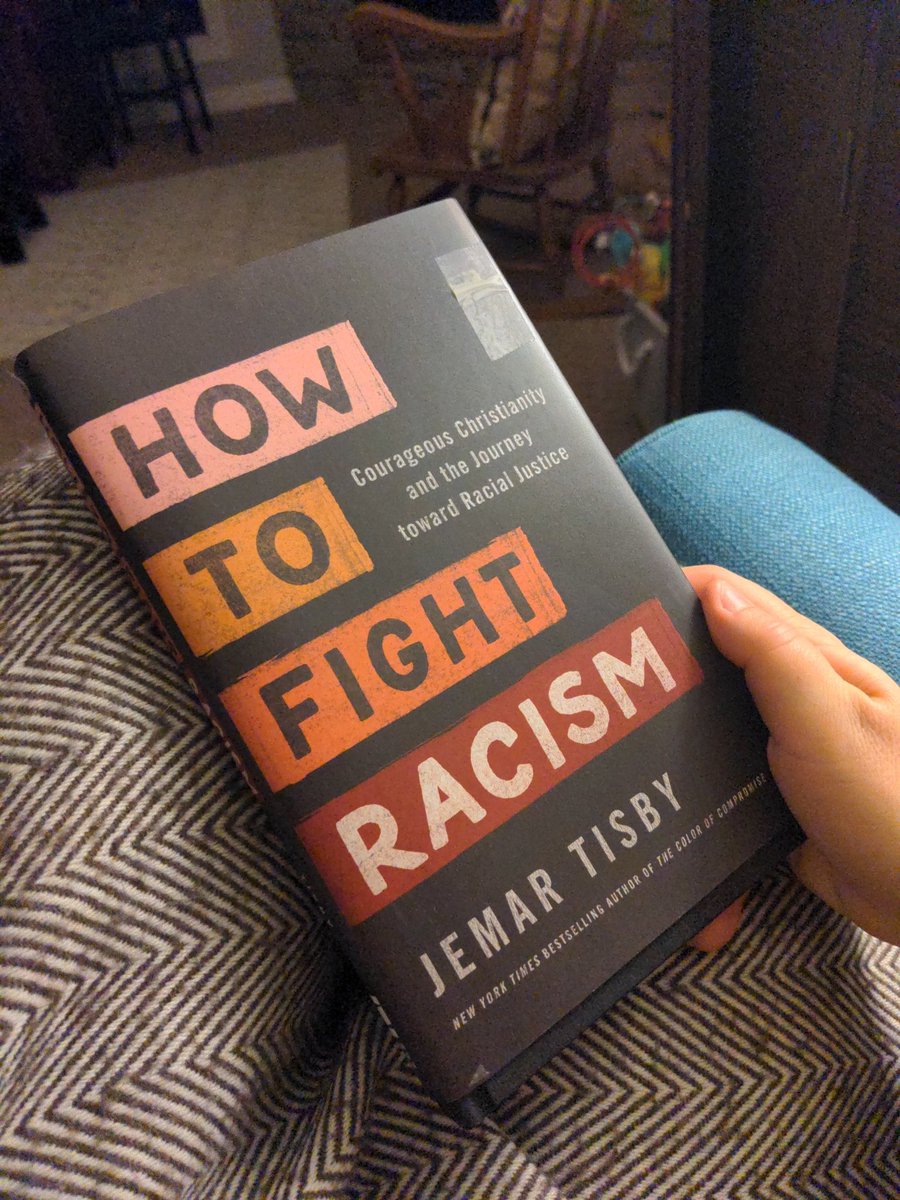 HOW
TO
FIGHT
RACISM
Courageous Christianity
and the Journey
toward Racial Justice
JEMAR TISBY
NEW YORK TIMES BESTSELLING AUTHOR OF THE COLOR OF COMPROMISE